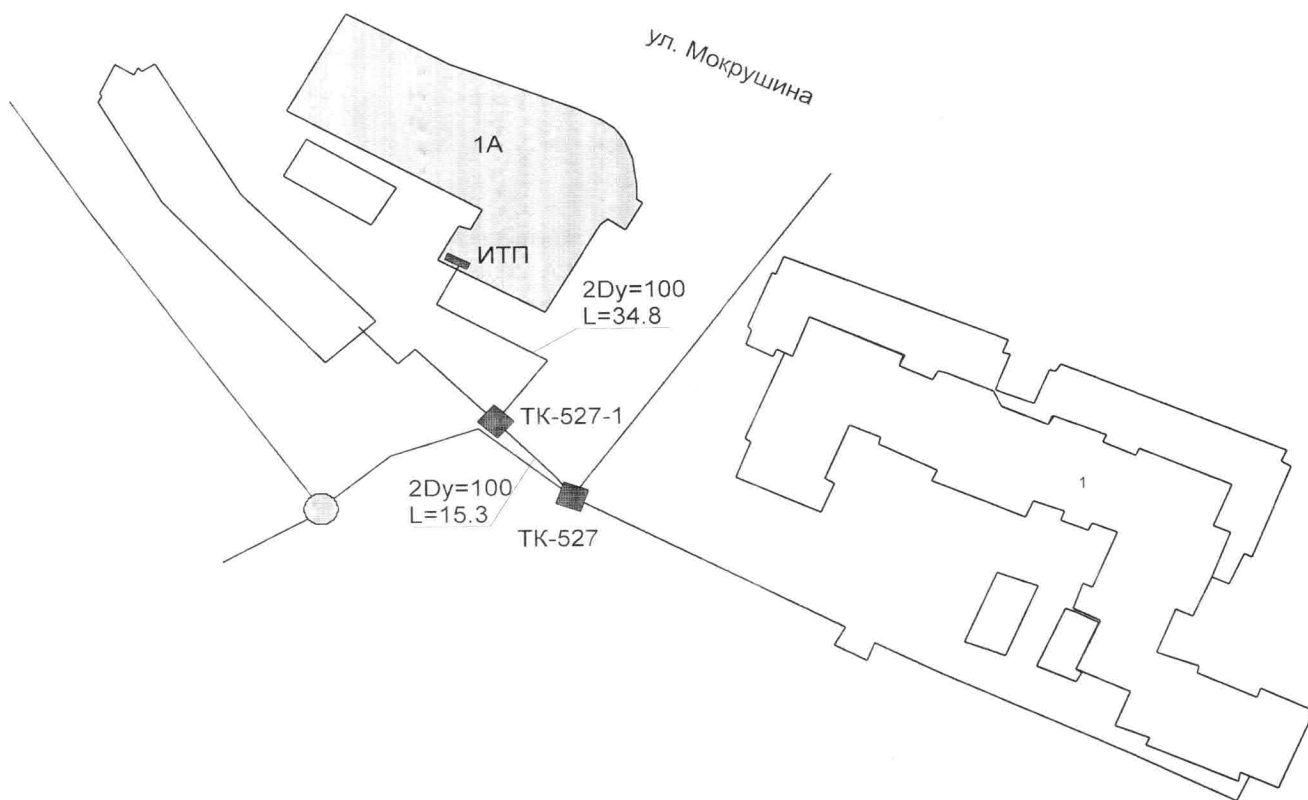 ул. Мокрушина
1А
ИТП
2Dy=100
L=34.8
ТК-527-1
2Dy=100
L=15.3
ТК-527
1